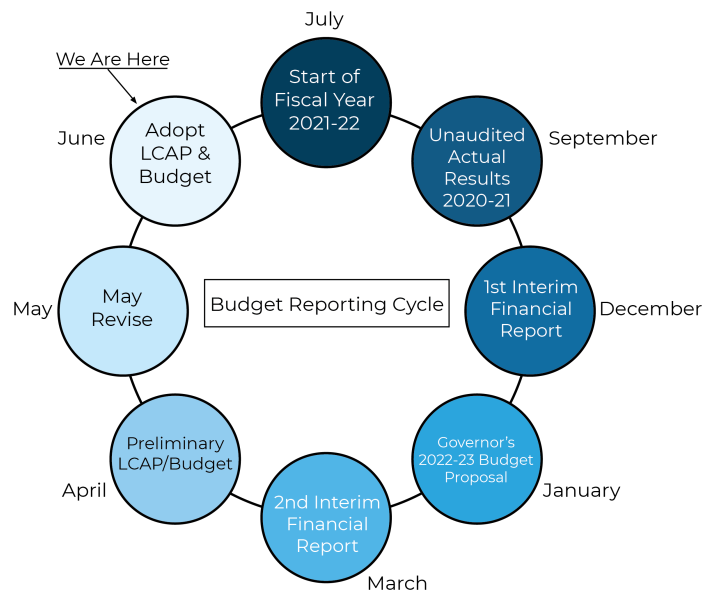 July
We Are Here
Start of
Fiscal Year
2021-22
June
Adopt
LCAP &
Budget
Unaudited
Actual
Results
2020-21
September
May
May
Revise
Budget Reporting Cycle
1st Interim
Financial
Report
December
Preliminary
LCAP/Budget
April
2nd Interim
Financial
Report
March
Governor's
2022-23 Budget
Proposal
January